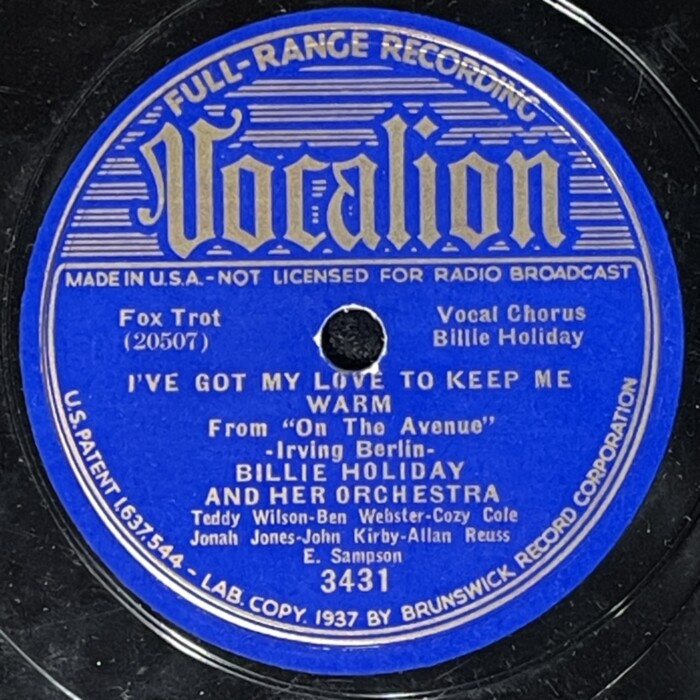 FULL-RANGE RECORDING
Vocalion
MADE IN U.S.A.-NOT LICENSED FOR RADIO BROADCAST
Fox Trot
(20507)
Vocal Chorus
Billie Holiday
I'VE GOT MY LOVE TO KEEP ME
WARM
From "On The Avenue"
-Irving Berlin-
BILLIE HOLIDAY
AND HER ORCHESTRA
Teddy Wilson-Ben Webster-Cozy Cole
Jonah Jones-John Kirby-Allan Reuss
E. Sampson
3431
U.S. PATENT 1,637,544 - LAB. COPY. 1937 BY BRUNSWICK RECORD CORPORATION